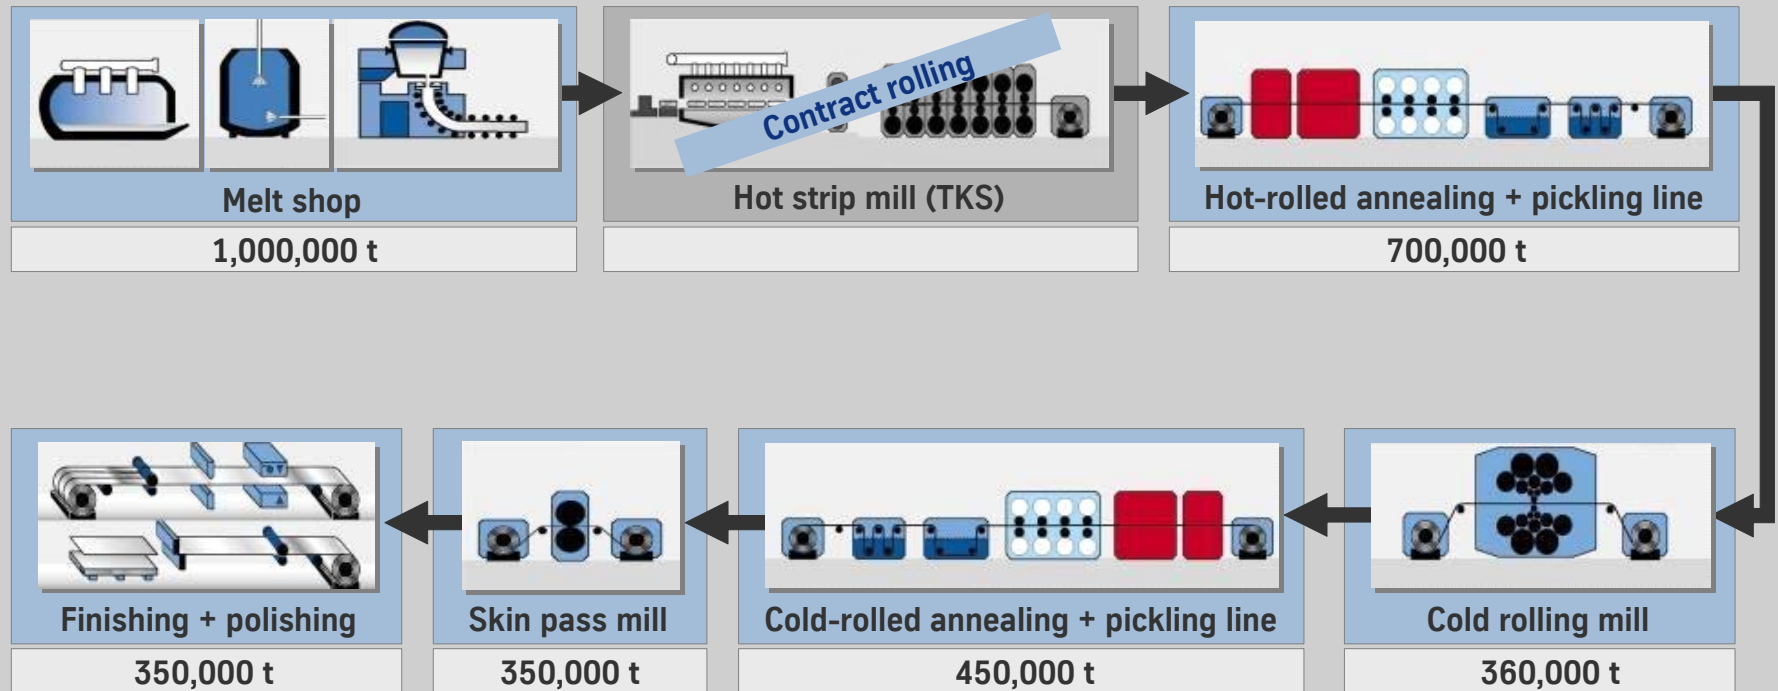 Contract rolling
Melt shop
Hot strip mill (TKS)
Hot-rolled annealing + pickling line
1,000,000 t
700,000 t
Finishing + polishing
Skin pass mill
Cold-rolled annealing + pickling line
Cold rolling mill
350,000 t
350,000 t
450,000 t
360,000 t